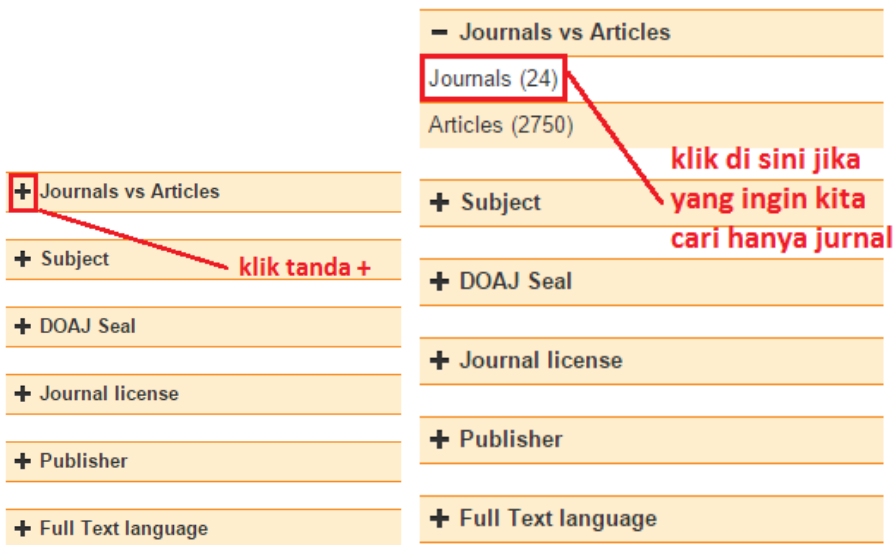 + Journals vs Articles
klik tanda +
+ Subject
+ DOAJ Seal
+ Journal license
+ Publisher
+ Full Text language
− Journals vs Articles
Journals (24)
Articles (2750)
klik di sini jika
yang ingin kita
cari hanya jurnal
+ Subject
+ DOAJ Seal
+ Journal license
+ Publisher
+ Full Text language